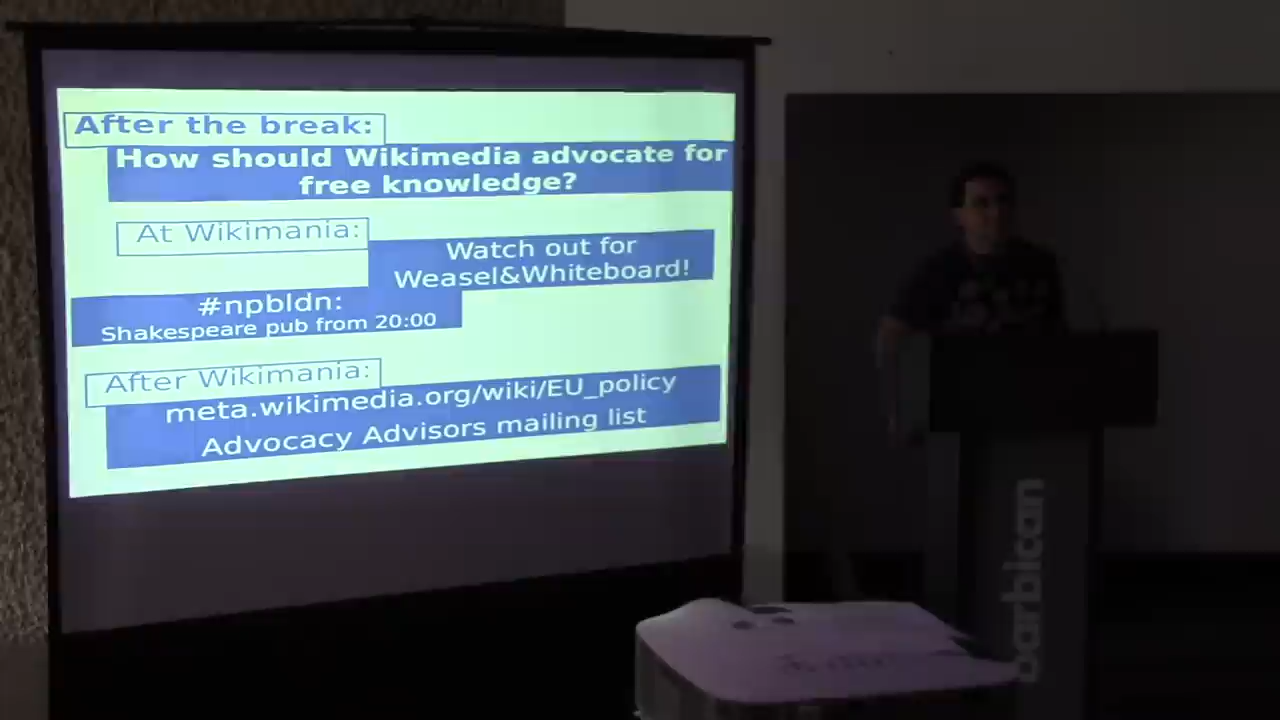 After the break:
How should Wikimedia advocate for
free knowledge?
At Wikimania:
Watch out for
Weasel&Whiteboard!
#npbldn:
Shakespeare pub from 20:00
After Wikimania:
meta.wikimedia.org/wiki/EU_policy
Advocacy Advisors mailing list
barbican